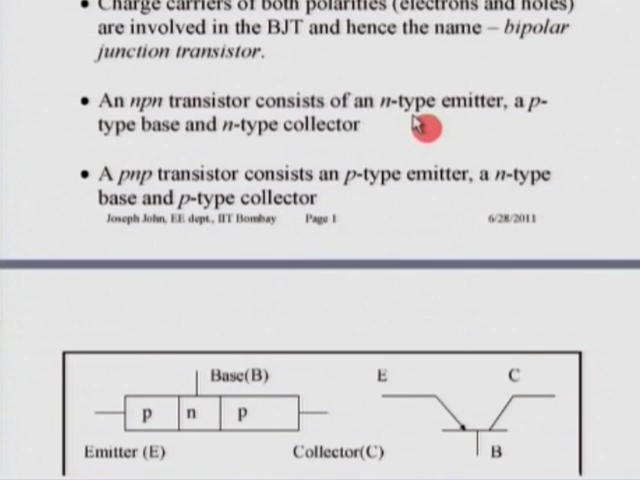 Charge carriers of both polarities (electrons and holes)
are involved in the BJT and hence the name – bipolar
junction transistor.
• An npn transistor consists of an n-type emitter, a p-
type base and n-type collector
• A pnp transistor consists an p-type emitter, a n-type
base and p-type collector
Joseph John, EE dept., IIT Bombay Page 1 6/28/2011
Base(B) E C
p n p
Emitter (E) Collector(C) B